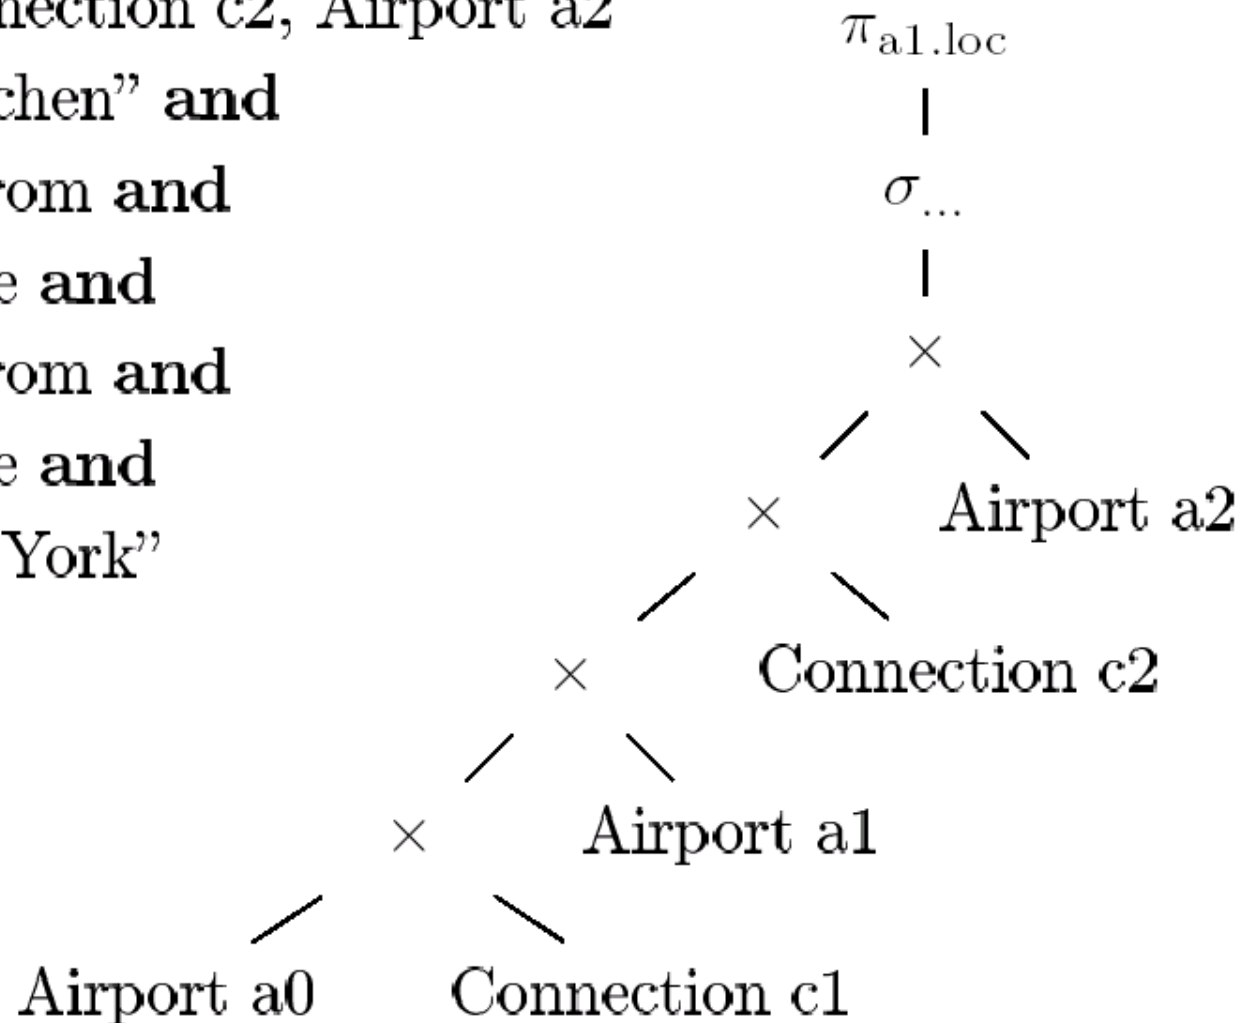 nection c2, Airport a2
chen” and
rom and
e and
rom and
e and
York”
πa1.loc
σ...
×
×
Airport a2
×
Connection c2
×
Airport a1
Airport a0
Connection c1